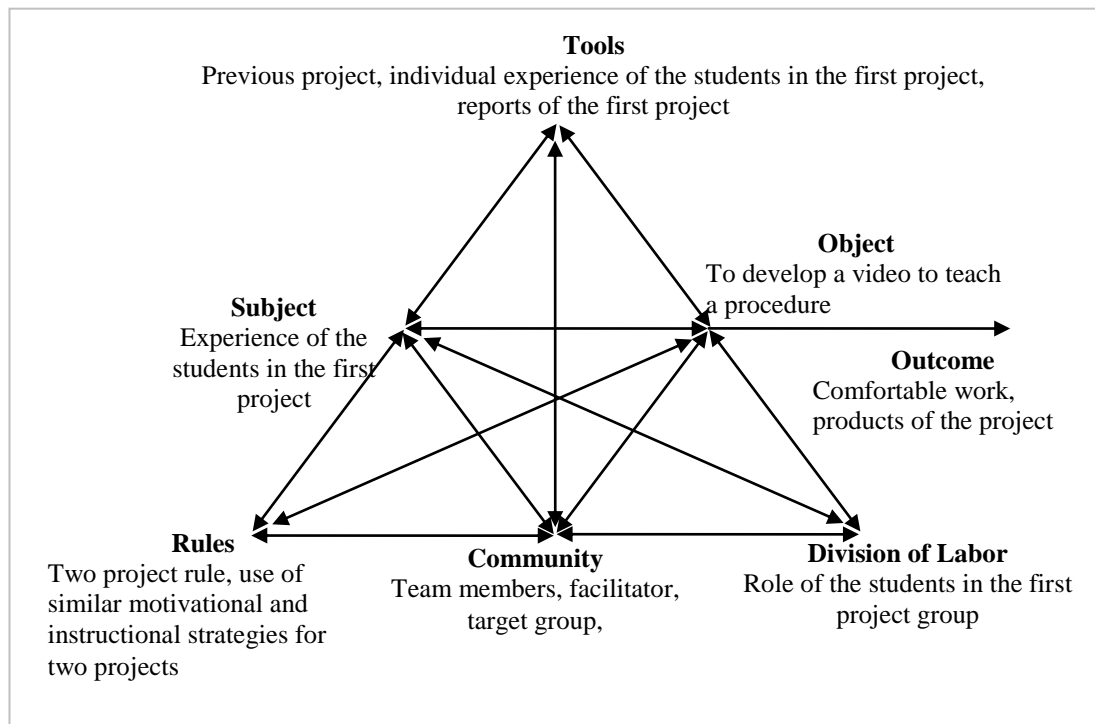 Tools
Previous project, individual experience of the students in the first project,
reports of the first project
Object
To develop a video to teach
a procedure
Subject
Experience of the
students in the first
project
Outcome
Comfortable work,
products of the project
Rules
Two project rule, use of
similar motivational and
instructional strategies for
two projects
Community
Team members, facilitator,
target group,
Division of Labor
Role of the students in the first
project group